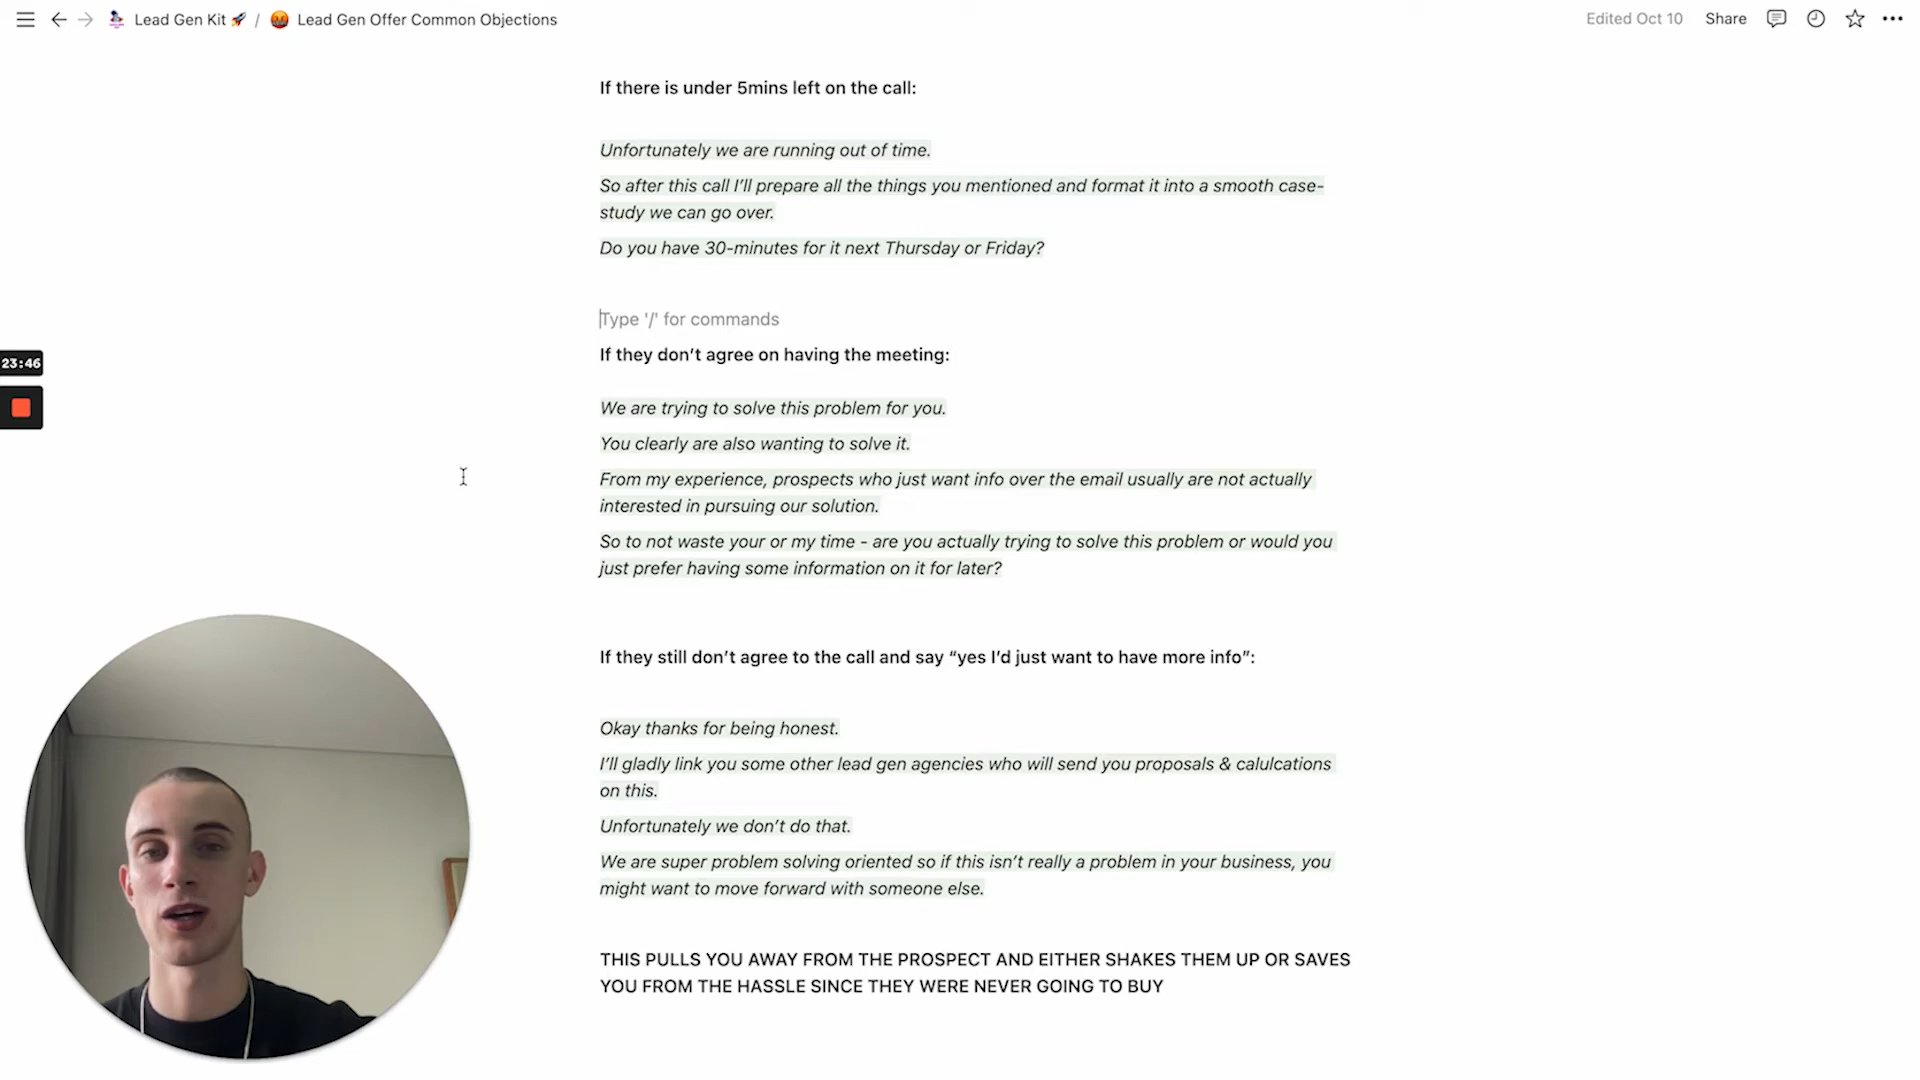 Lead Gen Kit 🚀 / 🤬 Lead Gen Offer Common Objections
Edited Oct 10 Share
If there is under 5mins left on the call:
Unfortunately we are running out of time.
So after this call I’ll prepare all the things you mentioned and format it into a smooth case-
study we can go over.
Do you have 30-minutes for it next Thursday or Friday?
Type '/' for commands
If they don’t agree on having the meeting:
23:46
We are trying to solve this problem for you.
You clearly are also wanting to solve it.
From my experience, prospects who just want info over the email usually are not actually
interested in pursuing our solution.
So to not waste your or my time - are you actually trying to solve this problem or would you
just prefer having some information on it for later?
If they still don’t agree to the call and say “yes I’d just want to have more info”:
Okay thanks for being honest.
I’ll gladly link you some other lead gen agencies who will send you proposals & calulcations
on this.
Unfortunately we don’t do that.
We are super problem solving oriented so if this isn’t really a problem in your business, you
might want to move forward with someone else.
THIS PULLS YOU AWAY FROM THE PROSPECT AND EITHER SHAKES THEM UP OR SAVES
YOU FROM THE HASSLE SINCE THEY WERE NEVER GOING TO BUY